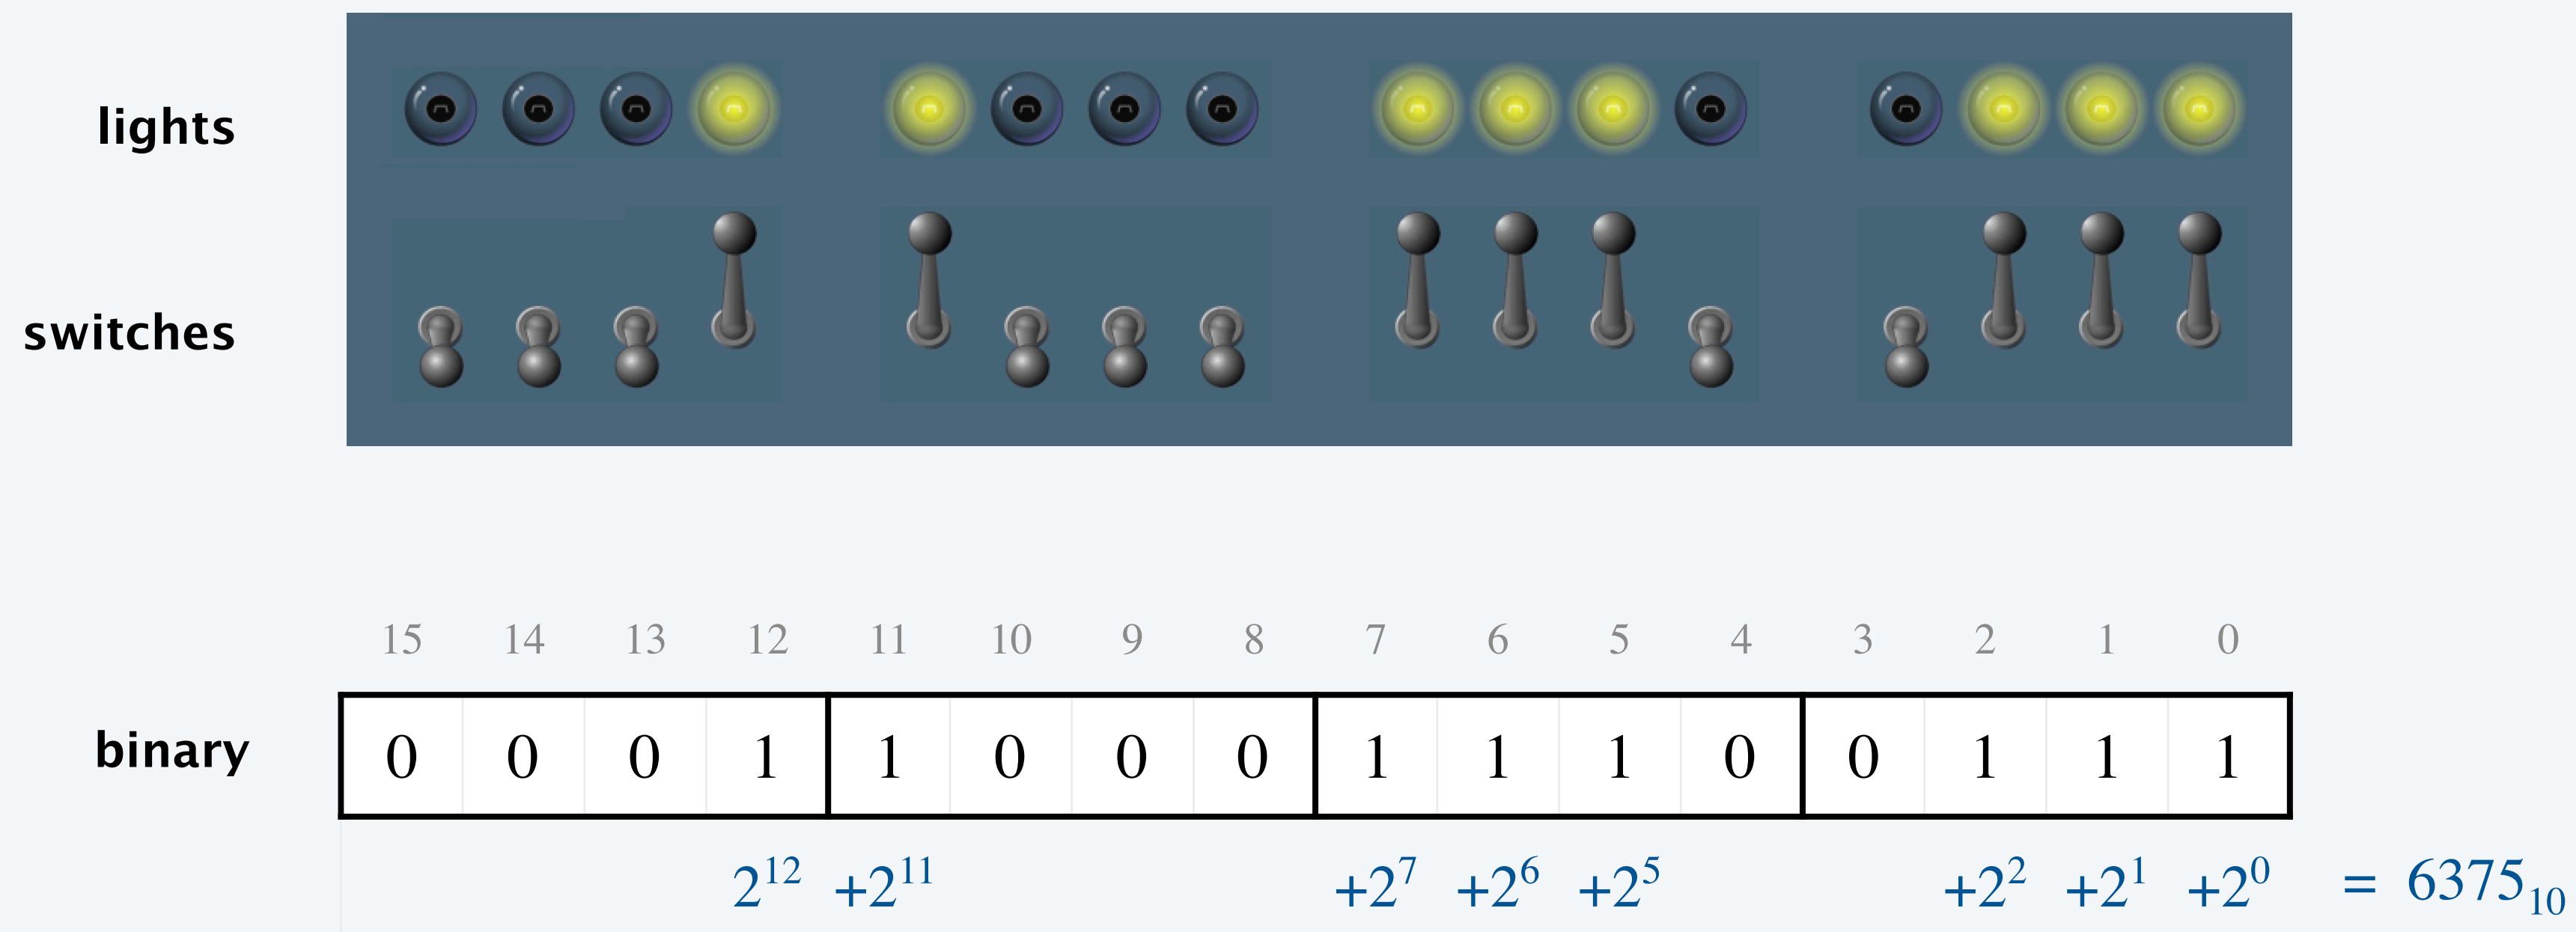 lights
switches
15 14 13 12 11 10 9 8 7 6 5 4 3 2 1 0
binary 0 0 0 1 1 0 0 0 1 1 1 0 0 1 1 1
2¹² +2¹¹ +2⁷ +2⁶ +2⁵ +2² +2¹ +2⁰ = 6375₁₀